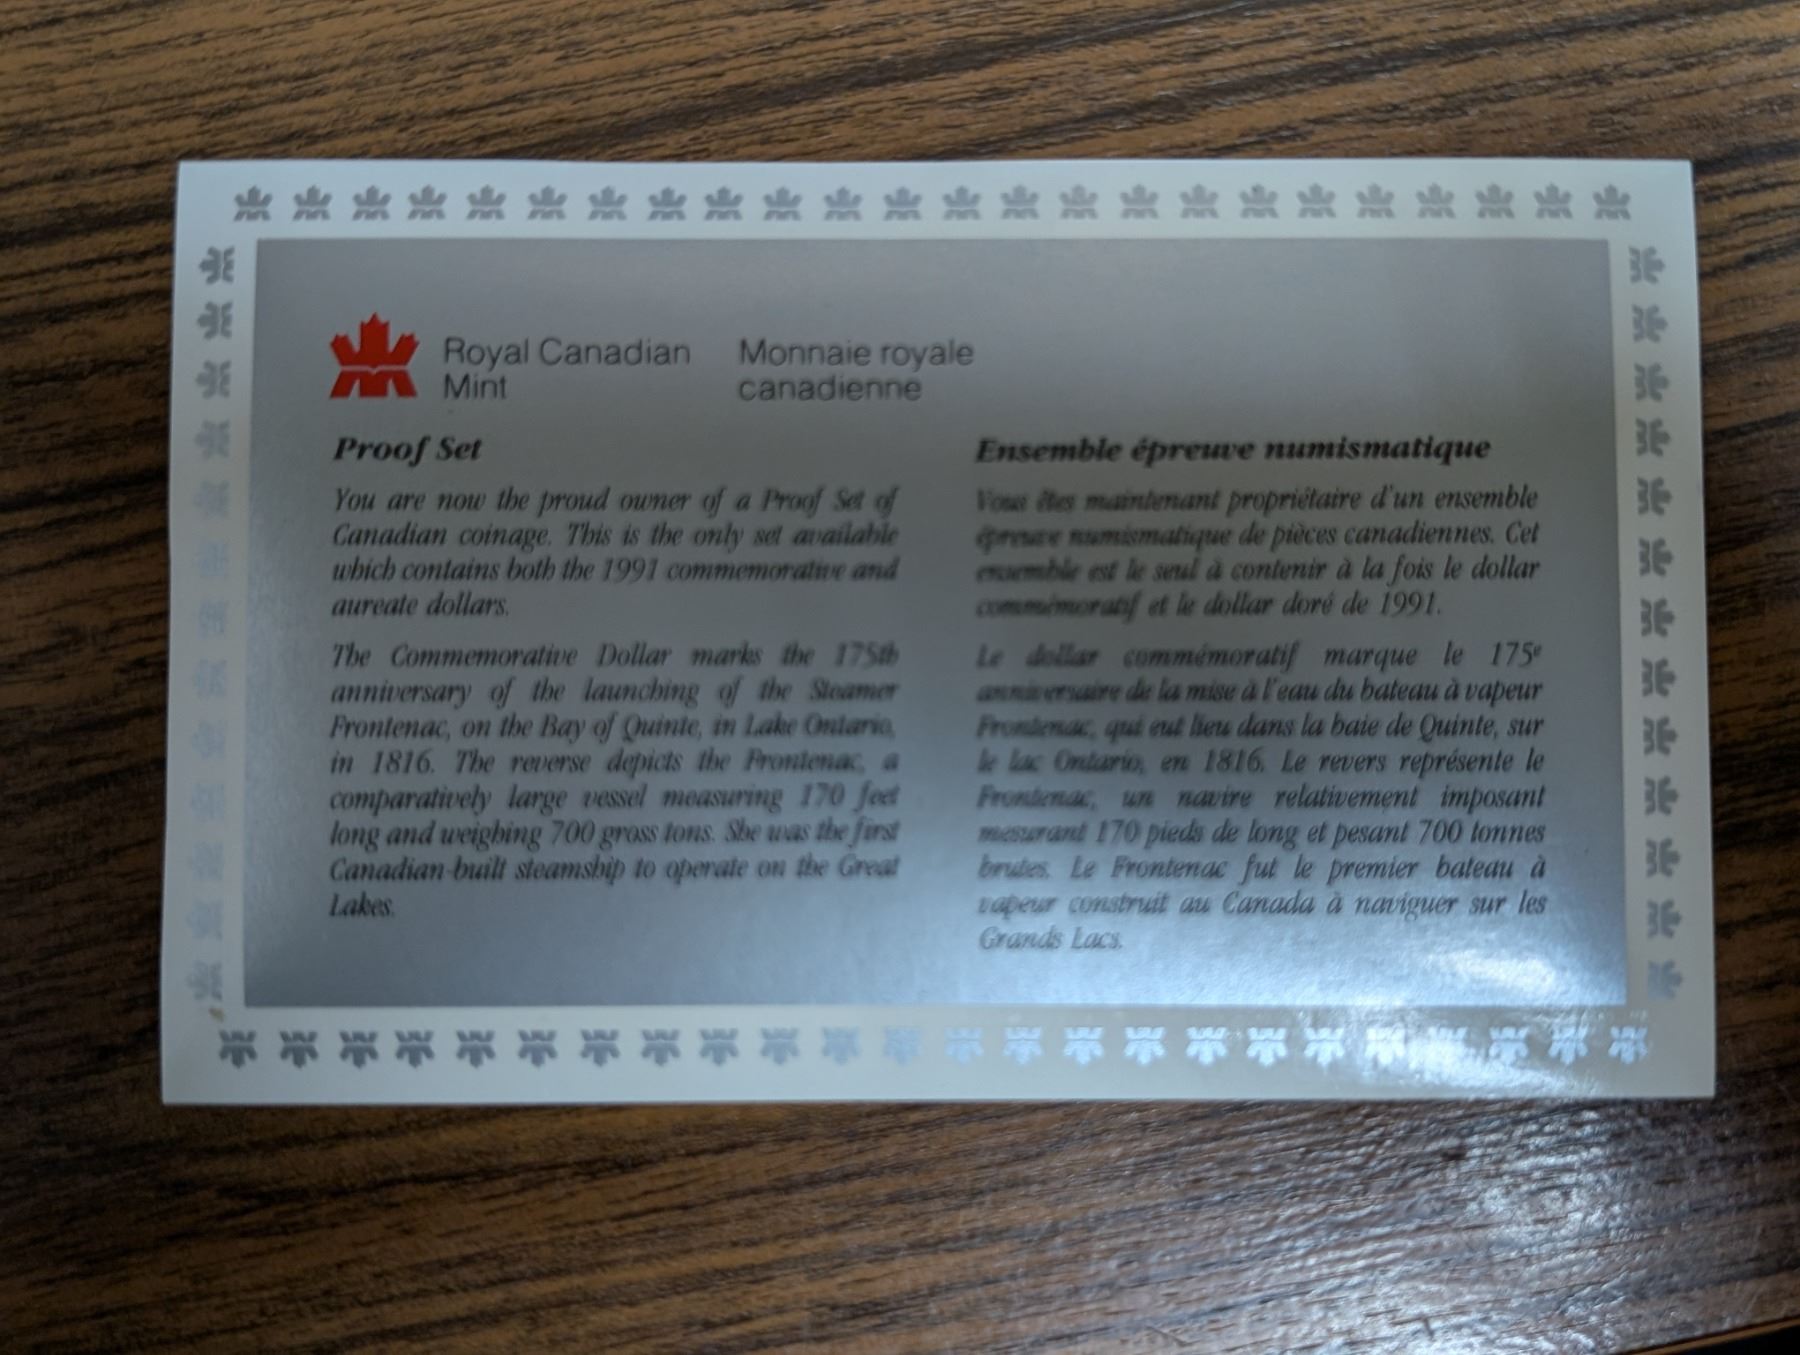 Royal Canadian
Mint
Monnaie royale
canadienne
Proof Set
You are now the proud owner of a Proof Set of
Canadian coinage. This is the only set available
which contains both the 1991 commemorative and
aureate dollars.
The Commemorative Dollar marks the 175th
anniversary of the launching of the Steamer
Frontenac, on the Bay of Quinte, in Lake Ontario,
in 1816. The reverse depicts the Frontenac, a
comparatively large vessel measuring 170 feet
long and weighing 700 gross tons. She was the first
Canadian-built steamship to operate on the Great
Lakes.
Ensemble épreuve numismatique
Vous êtes maintenant propriétaire d'un ensemble
épreuve numismatique de pièces canadiennes. Cet
ensemble est le seul à contenir à la fois le dollar
commémoratif et le dollar doré de 1991.
Le dollar commémoratif marque le 175e
anniversaire de la mise à l'eau du bateau à vapeur
Frontenac, qui eut lieu dans la baie de Quinte, sur
le lac Ontario, en 1816. Le revers représente le
Frontenac, un navire relativement imposant
mesurant 170 pieds de long et pesant 700 tonnes
brutes. Le Frontenac fut le premier bateau à
vapeur construit au Canada à naviguer sur les
Grands Lacs.